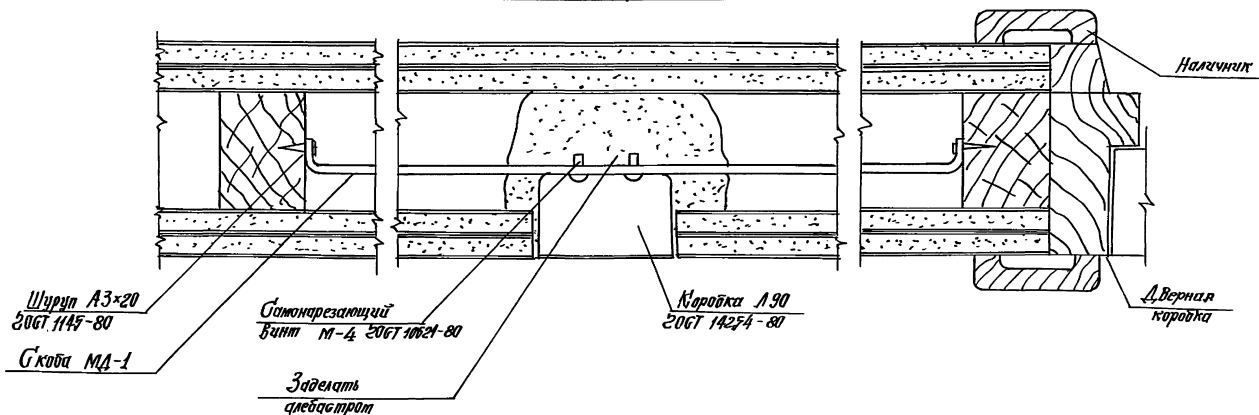 Наличник
Шуруп А3×20
ГОСТ 1145-80
Скоба МД-1
Самонарезающий
винт М-4 ГОСТ 10621-80
Заделать
алебастром
Коробка Л90
ГОСТ 14254-80
Дверная
коробка